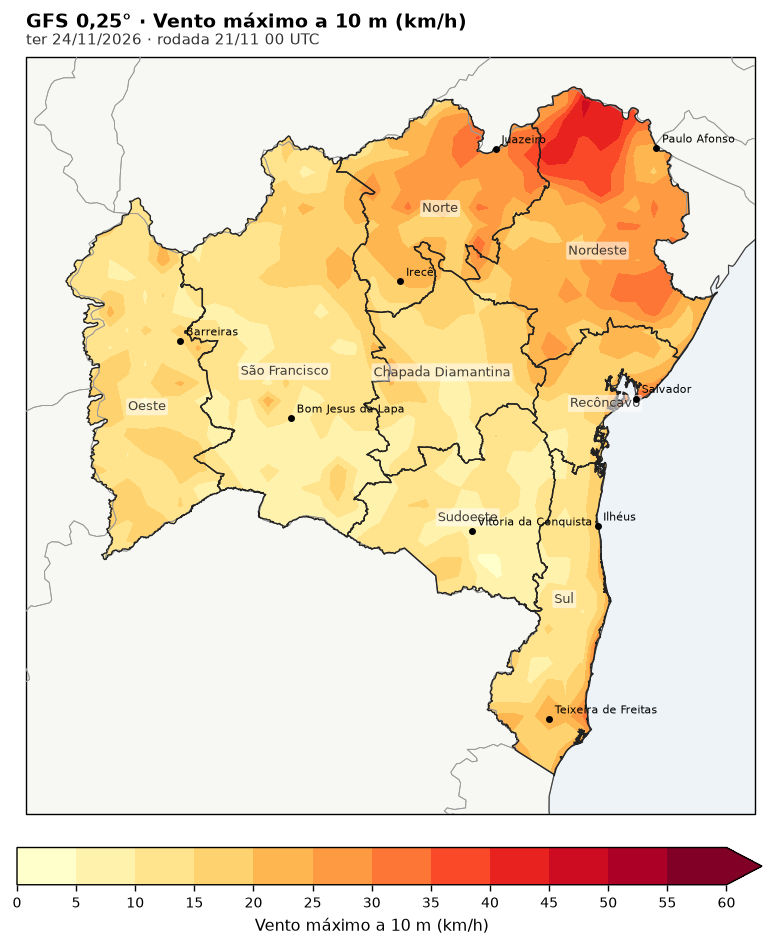 GFS 0,25° · Vento máximo a 10 m (km/h)
ter 24/11/2026 · rodada 21/11 00 UTC
Juazeiro
Paulo Afonso
Norte
Nordeste
Irecê
Barreiras
São Francisco
Chapada Diamantina
Salvador
Recôncavo
Oeste
Bom Jesus da Lapa
Sudoeste
Ilhéus
Vitória da Conquista
Sul
Teixeira de Freitas
0 5 10 15 20 25 30 35 40 45 50 55 60
Vento máximo a 10 m (km/h)